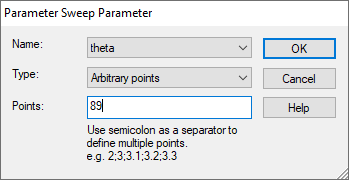 Parameter Sweep Parameter
Name: theta OK
Type: Arbitrary points Cancel
Points: 89 Help
Use semicolon as a separator to
define multiple points.
e.g. 2;3;3.1;3.2;3.3